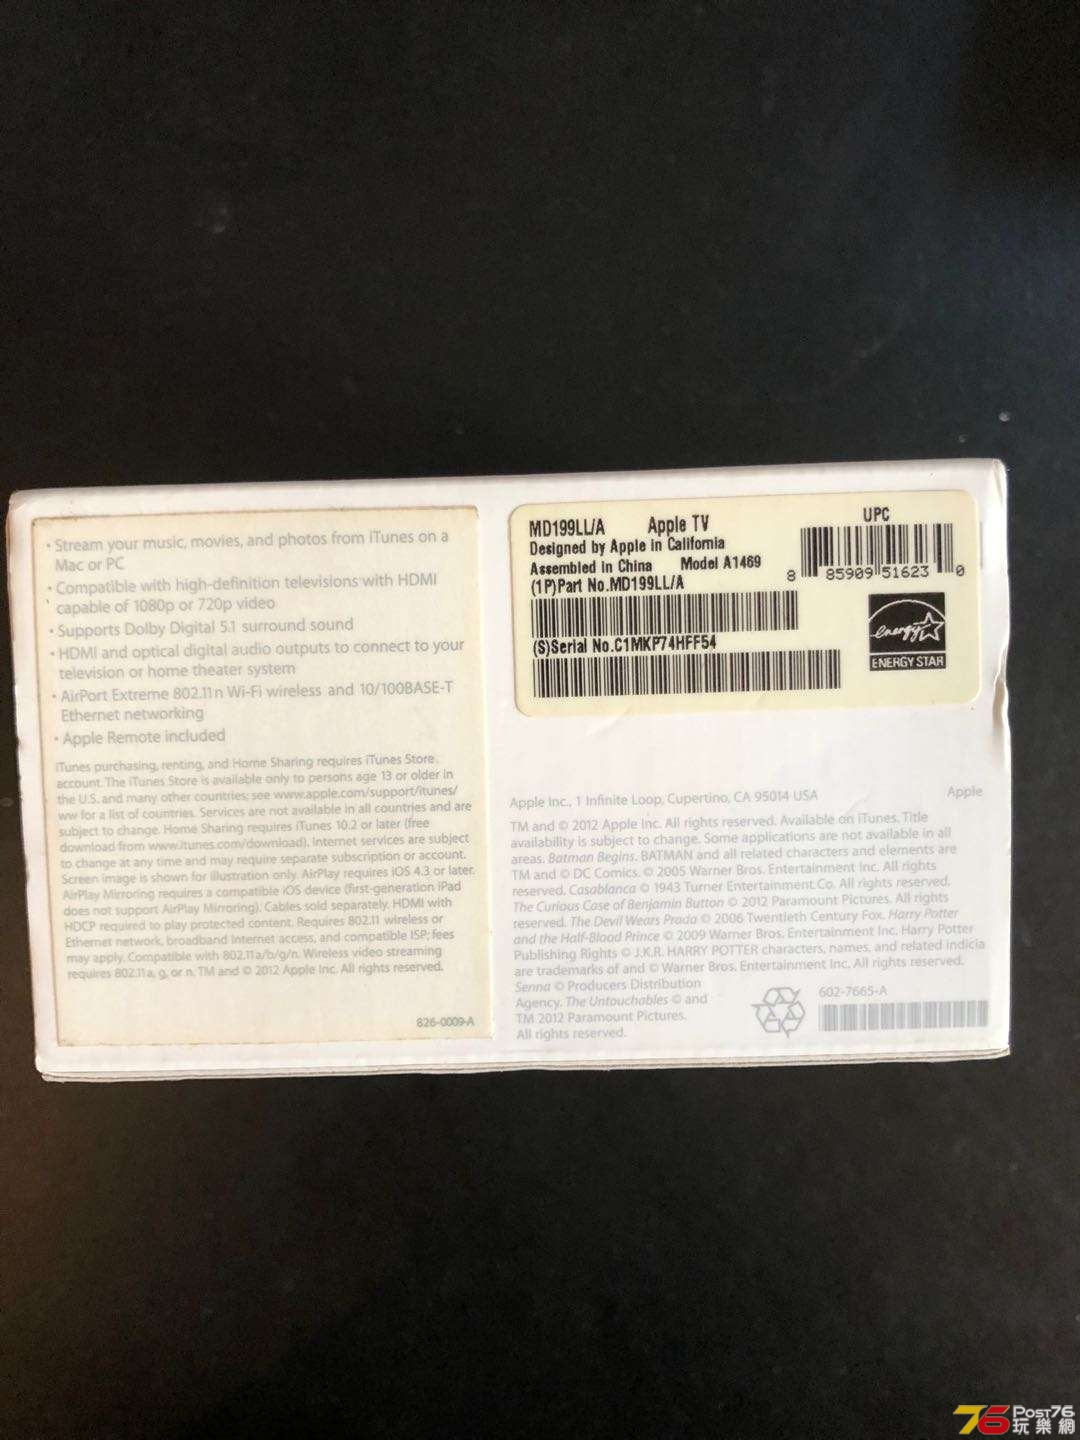 • Stream your music, movies, and photos from iTunes on a
Mac or PC
• Compatible with high-definition televisions with HDMI
capable of 1080p or 720p video
• Supports Dolby Digital 5.1 surround sound
• HDMI and optical digital audio outputs to connect to your
television or home theater system
• AirPort Extreme 802.11n Wi-Fi wireless and 10/100BASE-T
Ethernet networking
• Apple Remote included
iTunes purchasing, renting, and Home Sharing requires iTunes Store
account. The iTunes Store is available only to persons age 13 or older in
the U.S. and many other countries; see www.apple.com/support/itunes/
ww for a list of countries. Services are not available in all countries and are
subject to change. Home Sharing requires iTunes 10.2 or later (free
download from www.itunes.com/download). Internet services are subject
to change at any time and may require separate subscription or account.
Screen image is shown for illustration only. AirPlay requires iOS 4.3 or later.
AirPlay Mirroring requires a compatible iOS device (first-generation iPad
does not support AirPlay Mirroring). Cables sold separately. HDMI with
HDCP required to play protected content. Requires 802.11 wireless or
Ethernet network, broadband Internet access, and compatible ISP; fees
may apply. Compatible with 802.11a/b/g/n. Wireless video streaming
requires 802.11a, g, or n. TM and © 2012 Apple Inc. All rights reserved.
826-0009-A
MD199LL/A Apple TV
Designed by Apple in California
Assembled in China Model A1469
(1P)Part No.MD199LL/A
(S)Serial No.C1MKP74HFF54
UPC
8 85909 51623 0
energy
ENERGY STAR
Apple Inc., 1 Infinite Loop, Cupertino, CA 95014 USA
Apple
TM and © 2012 Apple Inc. All rights reserved. Available on iTunes. Title
availability is subject to change. Some applications are not available in all
areas. Batman Begins. BATMAN and all related characters and elements are
TM and © DC Comics. © 2005 Warner Bros. Entertainment Inc. All rights
reserved. Casablanca © 1943 Turner Entertainment Co. All rights reserved.
The Curious Case of Benjamin Button © 2012 Paramount Pictures. All rights
reserved. The Devil Wears Prada © 2006 Twentieth Century Fox. Harry Potter
and the Half-Blood Prince © 2009 Warner Bros. Entertainment Inc. Harry Potter
Publishing Rights © J.K.R. HARRY POTTER characters, names, and related indicia
are trademarks of and © Warner Bros. Entertainment Inc. All rights reserved.
Senna © Producers Distribution
Agency. The Untouchables © and
TM 2012 Paramount Pictures.
All rights reserved.
602-7665-A
76 Post76
玩樂網